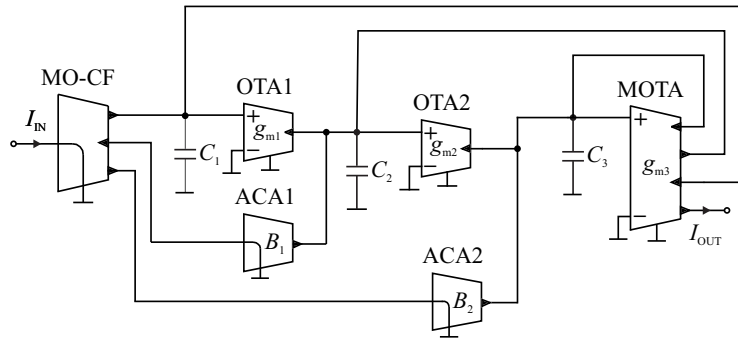 MO-CF
OTA1
OTA2
MOTA
I_IN
+
−
g_m1
C_1
+
−
g_m2
C_2
C_3
+
−
g_m3
ACA1
B_1
I_OUT
ACA2
B_2